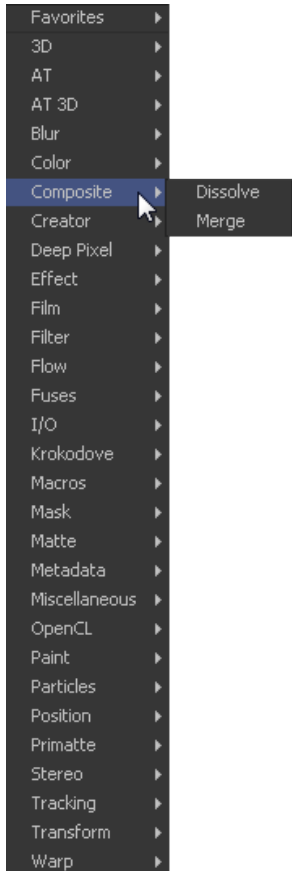 Favorites
3D
AT
AT 3D
Blur
Color
Composite
Dissolve
Creator
Merge
Deep Pixel
Effect
Film
Filter
Flow
Fuses
I/O
Krokodove
Macros
Mask
Matte
Metadata
Miscellaneous
OpenCL
Paint
Particles
Position
Primatte
Stereo
Tracking
Transform
Warp